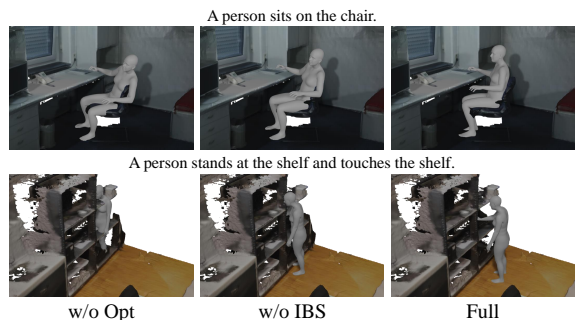 A person sits on the chair.
A person stands at the shelf and touches the shelf.
w/o Opt w/o IBS Full